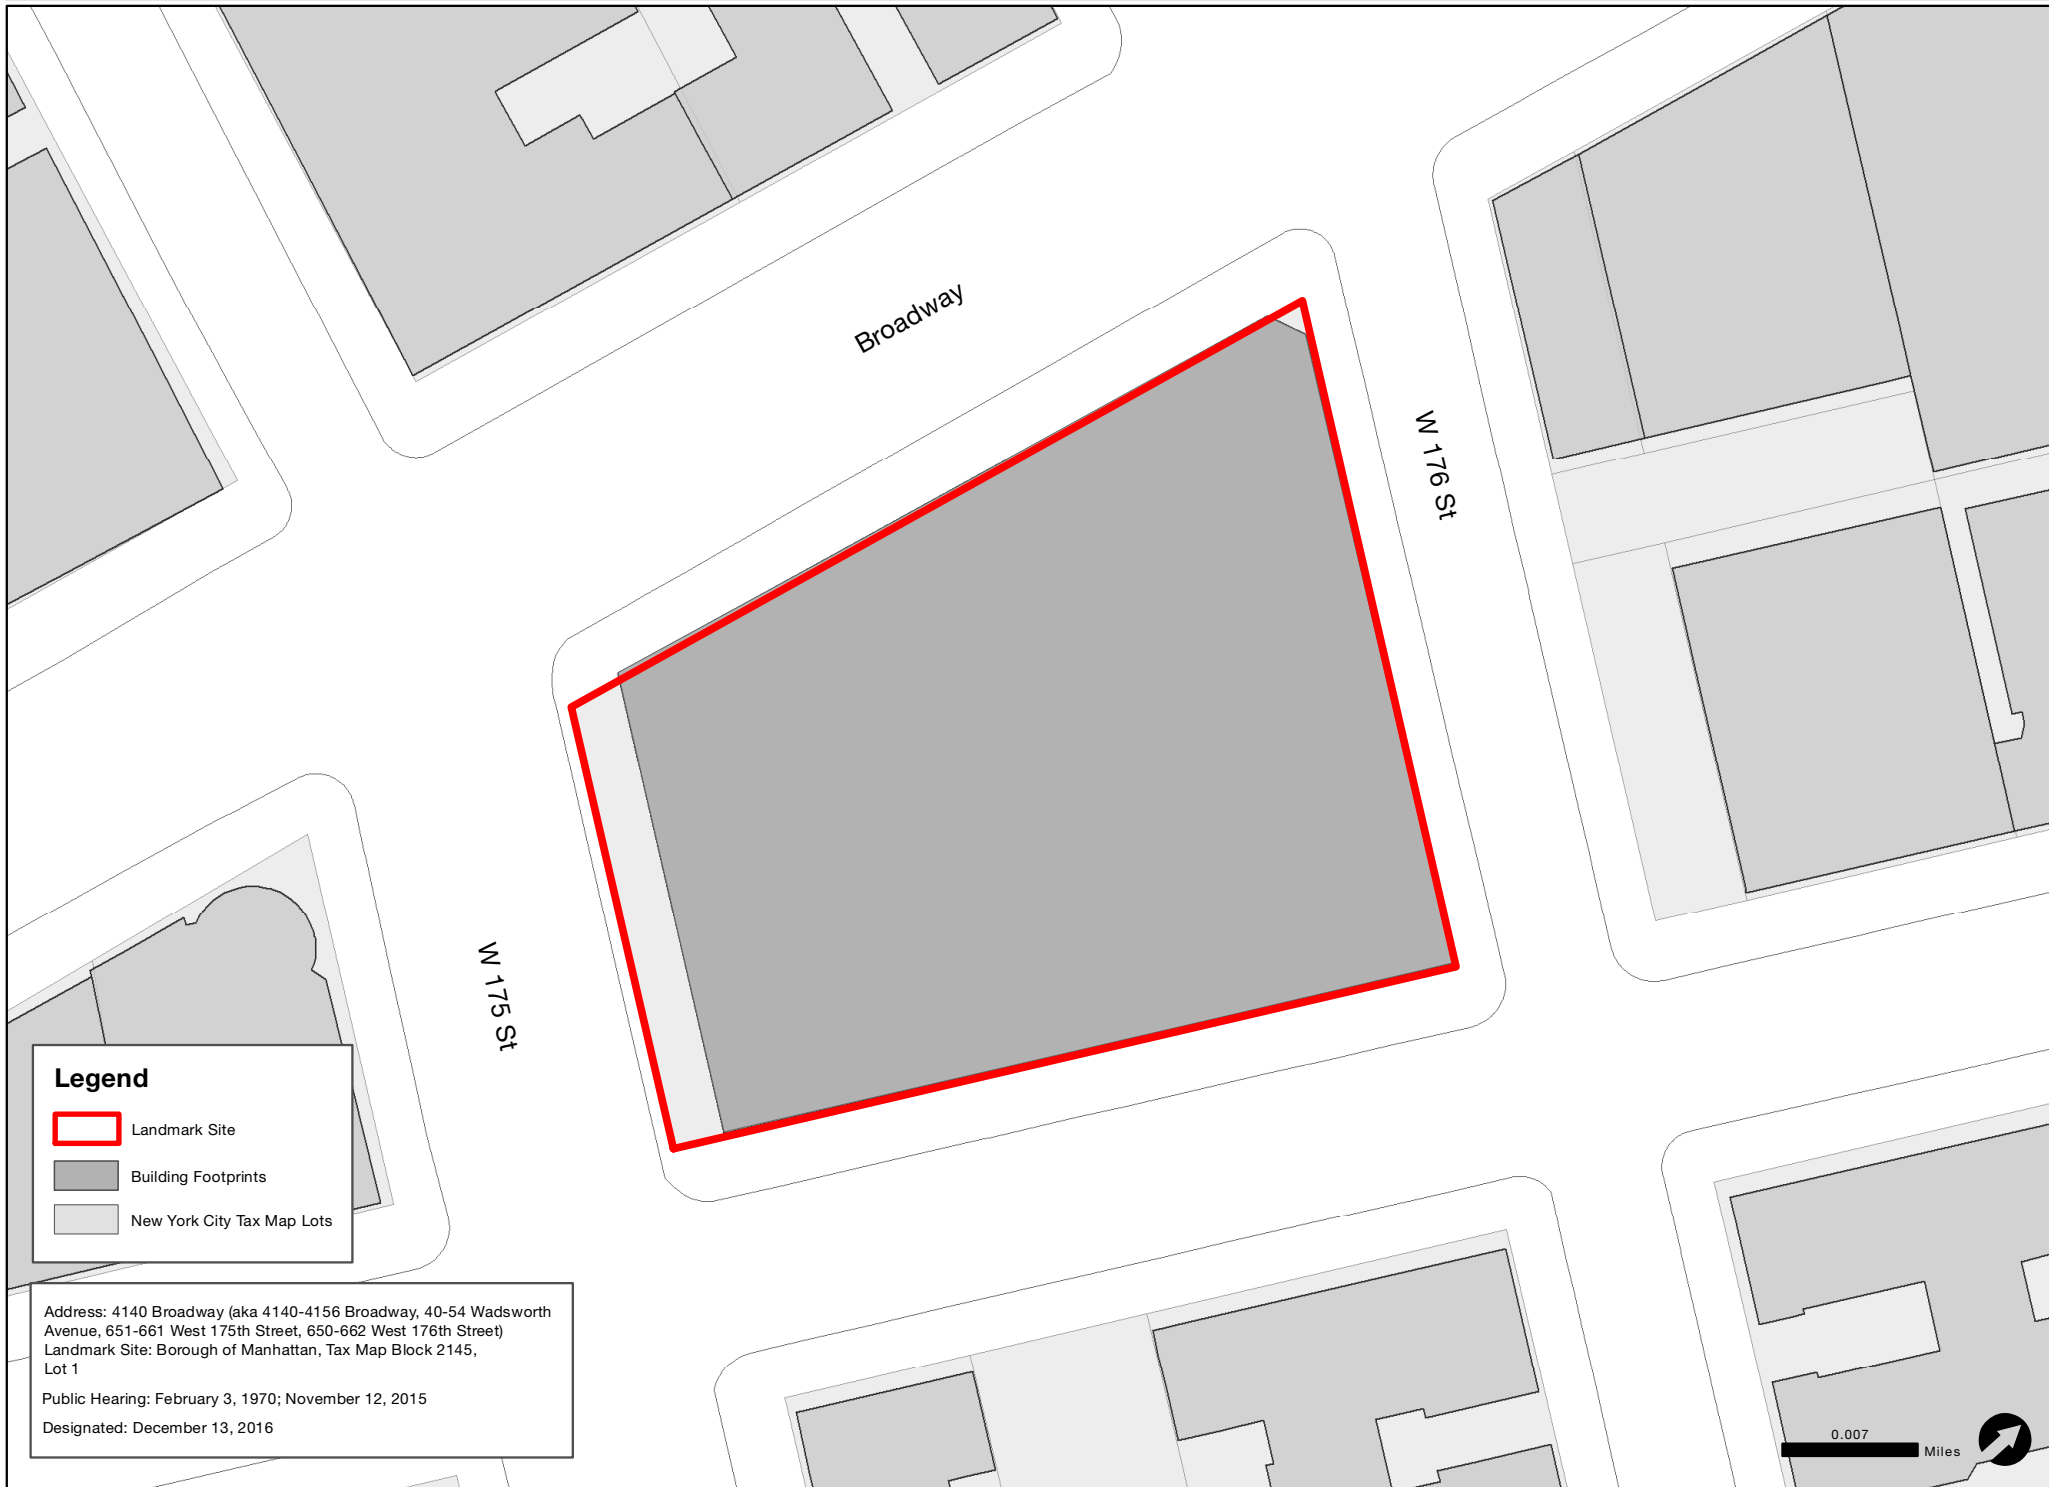 Broadway
W 176 St
W 175 St
Legend
Landmark Site
Building Footprints
New York City Tax Map Lots
Address: 4140 Broadway (aka 4140-4156 Broadway, 40-54 Wadsworth
Avenue, 651-661 West 175th Street, 650-662 West 176th Street)
Landmark Site: Borough of Manhattan, Tax Map Block 2145,
Lot 1
Public Hearing: February 3, 1970; November 12, 2015
Designated: December 13, 2016
0.007
Miles